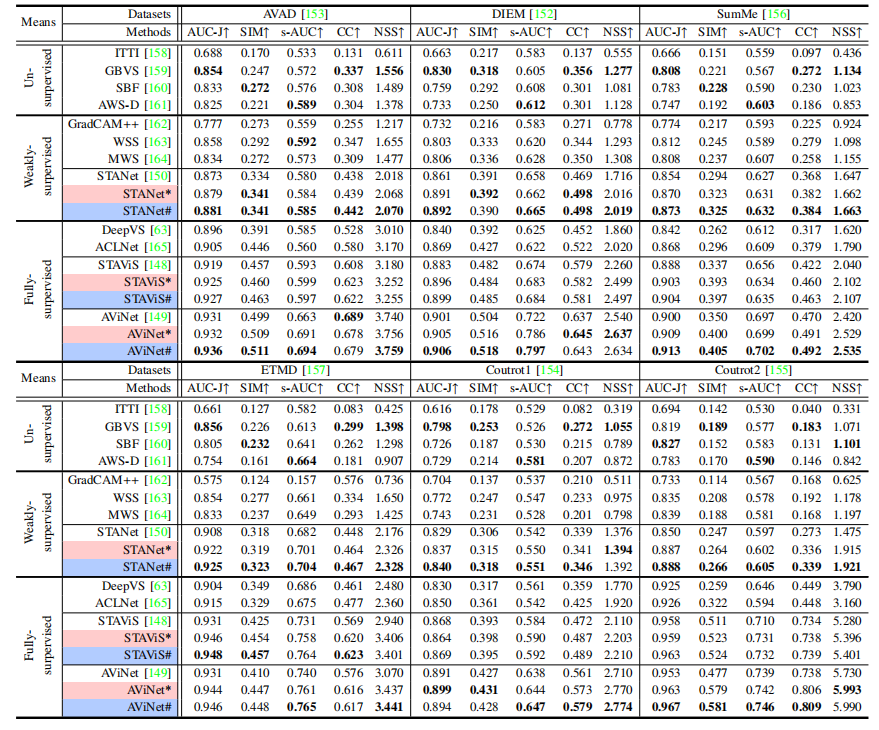 Means Datasets AVAD [153] DIEM [152] SumMe [156]
Methods AUC-J↑ SIM↑ s-AUC↑ CC↑ NSS↑ AUC-J↑ SIM↑ s-AUC↑ CC↑ NSS↑ AUC-J↑ SIM↑ s-AUC↑ CC↑ NSS↑
Un-surpervised
ITTI [158] 0.688 0.170 0.533 0.131 0.611 0.663 0.217 0.583 0.137 0.555 0.666 0.151 0.559 0.097 0.436
GBVS [159] 0.854 0.247 0.572 0.337 1.556 0.830 0.318 0.605 0.356 1.277 0.808 0.221 0.567 0.272 1.134
SBF [160] 0.833 0.272 0.576 0.308 1.489 0.759 0.292 0.608 0.301 1.081 0.783 0.228 0.590 0.230 1.023
AWS-D [161] 0.825 0.221 0.589 0.304 1.378 0.733 0.250 0.612 0.301 1.128 0.747 0.192 0.603 0.186 0.853
Weakly-surpervised
GradCAM++ [162] 0.777 0.273 0.559 0.255 1.217 0.732 0.216 0.583 0.271 0.778 0.774 0.217 0.593 0.225 0.924
WSS [163] 0.858 0.292 0.592 0.347 1.655 0.803 0.333 0.620 0.344 1.293 0.812 0.245 0.589 0.279 1.098
MWS [164] 0.834 0.272 0.573 0.309 1.477 0.806 0.336 0.628 0.350 1.308 0.808 0.237 0.607 0.258 1.155
STANet [150] 0.873 0.334 0.580 0.438 2.018 0.861 0.391 0.658 0.469 1.716 0.854 0.294 0.627 0.368 1.647
STANet* 0.879 0.341 0.584 0.439 2.068 0.891 0.392 0.662 0.498 2.016 0.870 0.323 0.631 0.382 1.662
STANet# 0.881 0.341 0.585 0.442 2.070 0.892 0.390 0.665 0.498 2.019 0.873 0.325 0.632 0.384 1.663
Fully-supervised
DeepVS [63] 0.896 0.391 0.585 0.528 3.010 0.840 0.392 0.625 0.452 1.860 0.842 0.262 0.612 0.317 1.620
ACLNet [165] 0.905 0.446 0.560 0.580 3.170 0.869 0.427 0.622 0.522 2.020 0.868 0.296 0.609 0.379 1.790
STAViS [148] 0.919 0.457 0.593 0.608 3.180 0.883 0.482 0.674 0.579 2.260 0.888 0.337 0.656 0.422 2.040
STAViS* 0.925 0.460 0.599 0.623 3.252 0.896 0.484 0.683 0.582 2.499 0.903 0.393 0.634 0.460 2.102
STAViS# 0.927 0.463 0.597 0.622 3.255 0.899 0.485 0.684 0.581 2.497 0.904 0.397 0.635 0.463 2.107
AViNet [149] 0.931 0.499 0.663 0.689 3.740 0.901 0.504 0.722 0.637 2.540 0.900 0.350 0.697 0.470 2.420
AViNet* 0.932 0.509 0.691 0.678 3.756 0.905 0.516 0.786 0.645 2.637 0.909 0.400 0.699 0.491 2.529
AViNet# 0.936 0.511 0.694 0.679 3.759 0.906 0.518 0.797 0.643 2.634 0.913 0.405 0.702 0.492 2.535
Means Datasets ETMD [157] Coutrot1 [154] Coutrot2 [155]
Methods AUC-J↑ SIM↑ s-AUC↑ CC↑ NSS↑ AUC-J↑ SIM↑ s-AUC↑ CC↑ NSS↑ AUC-J↑ SIM↑ s-AUC↑ CC↑ NSS↑
Un-surpervised
ITTI [158] 0.661 0.127 0.582 0.083 0.425 0.616 0.178 0.529 0.082 0.319 0.694 0.142 0.530 0.040 0.331
GBVS [159] 0.856 0.226 0.613 0.299 1.398 0.798 0.253 0.526 0.272 1.055 0.819 0.189 0.577 0.183 1.071
SBF [160] 0.805 0.232 0.641 0.262 1.298 0.726 0.187 0.530 0.215 0.789 0.827 0.152 0.583 0.131 1.101
AWS-D [161] 0.754 0.161 0.664 0.181 0.907 0.729 0.214 0.581 0.207 0.872 0.783 0.170 0.590 0.146 0.842
Weakly-surpervised
GradCAM++ [162] 0.575 0.124 0.157 0.576 0.736 0.704 0.137 0.537 0.210 0.511 0.733 0.114 0.567 0.168 0.625
WSS [163] 0.854 0.277 0.661 0.334 1.650 0.772 0.247 0.547 0.233 0.975 0.835 0.208 0.578 0.192 1.178
MWS [164] 0.833 0.237 0.649 0.293 1.425 0.743 0.231 0.528 0.201 0.798 0.839 0.188 0.581 0.168 1.197
STANet [150] 0.908 0.318 0.682 0.448 2.176 0.829 0.306 0.542 0.339 1.376 0.850 0.247 0.597 0.273 1.475
STANet* 0.922 0.319 0.701 0.464 2.326 0.837 0.315 0.550 0.341 1.394 0.887 0.264 0.602 0.336 1.915
STANet# 0.925 0.323 0.704 0.467 2.328 0.840 0.318 0.551 0.346 1.392 0.888 0.266 0.605 0.339 1.921
Fully-surpervised
DeepVS [63] 0.904 0.349 0.686 0.461 2.480 0.830 0.317 0.561 0.359 1.770 0.925 0.259 0.646 0.449 3.790
ACLNet [165] 0.915 0.329 0.675 0.477 2.360 0.850 0.361 0.542 0.425 1.920 0.926 0.322 0.594 0.448 3.160
STAViS [148] 0.931 0.425 0.731 0.569 2.940 0.868 0.393 0.584 0.472 2.110 0.958 0.511 0.710 0.734 5.280
STAViS* 0.946 0.454 0.758 0.620 3.406 0.864 0.398 0.590 0.487 2.203 0.959 0.523 0.731 0.738 5.396
STAViS# 0.948 0.457 0.764 0.623 3.401 0.869 0.395 0.592 0.489 2.210 0.963 0.524 0.732 0.739 5.401
AViNet [149] 0.931 0.410 0.740 0.576 3.070 0.891 0.427 0.638 0.561 2.710 0.953 0.477 0.739 0.738 5.730
AViNet* 0.944 0.447 0.761 0.616 3.437 0.899 0.431 0.644 0.573 2.770 0.963 0.579 0.742 0.806 5.993
AViNet# 0.946 0.448 0.765 0.617 3.441 0.894 0.428 0.647 0.579 2.774 0.967 0.581 0.746 0.809 5.990